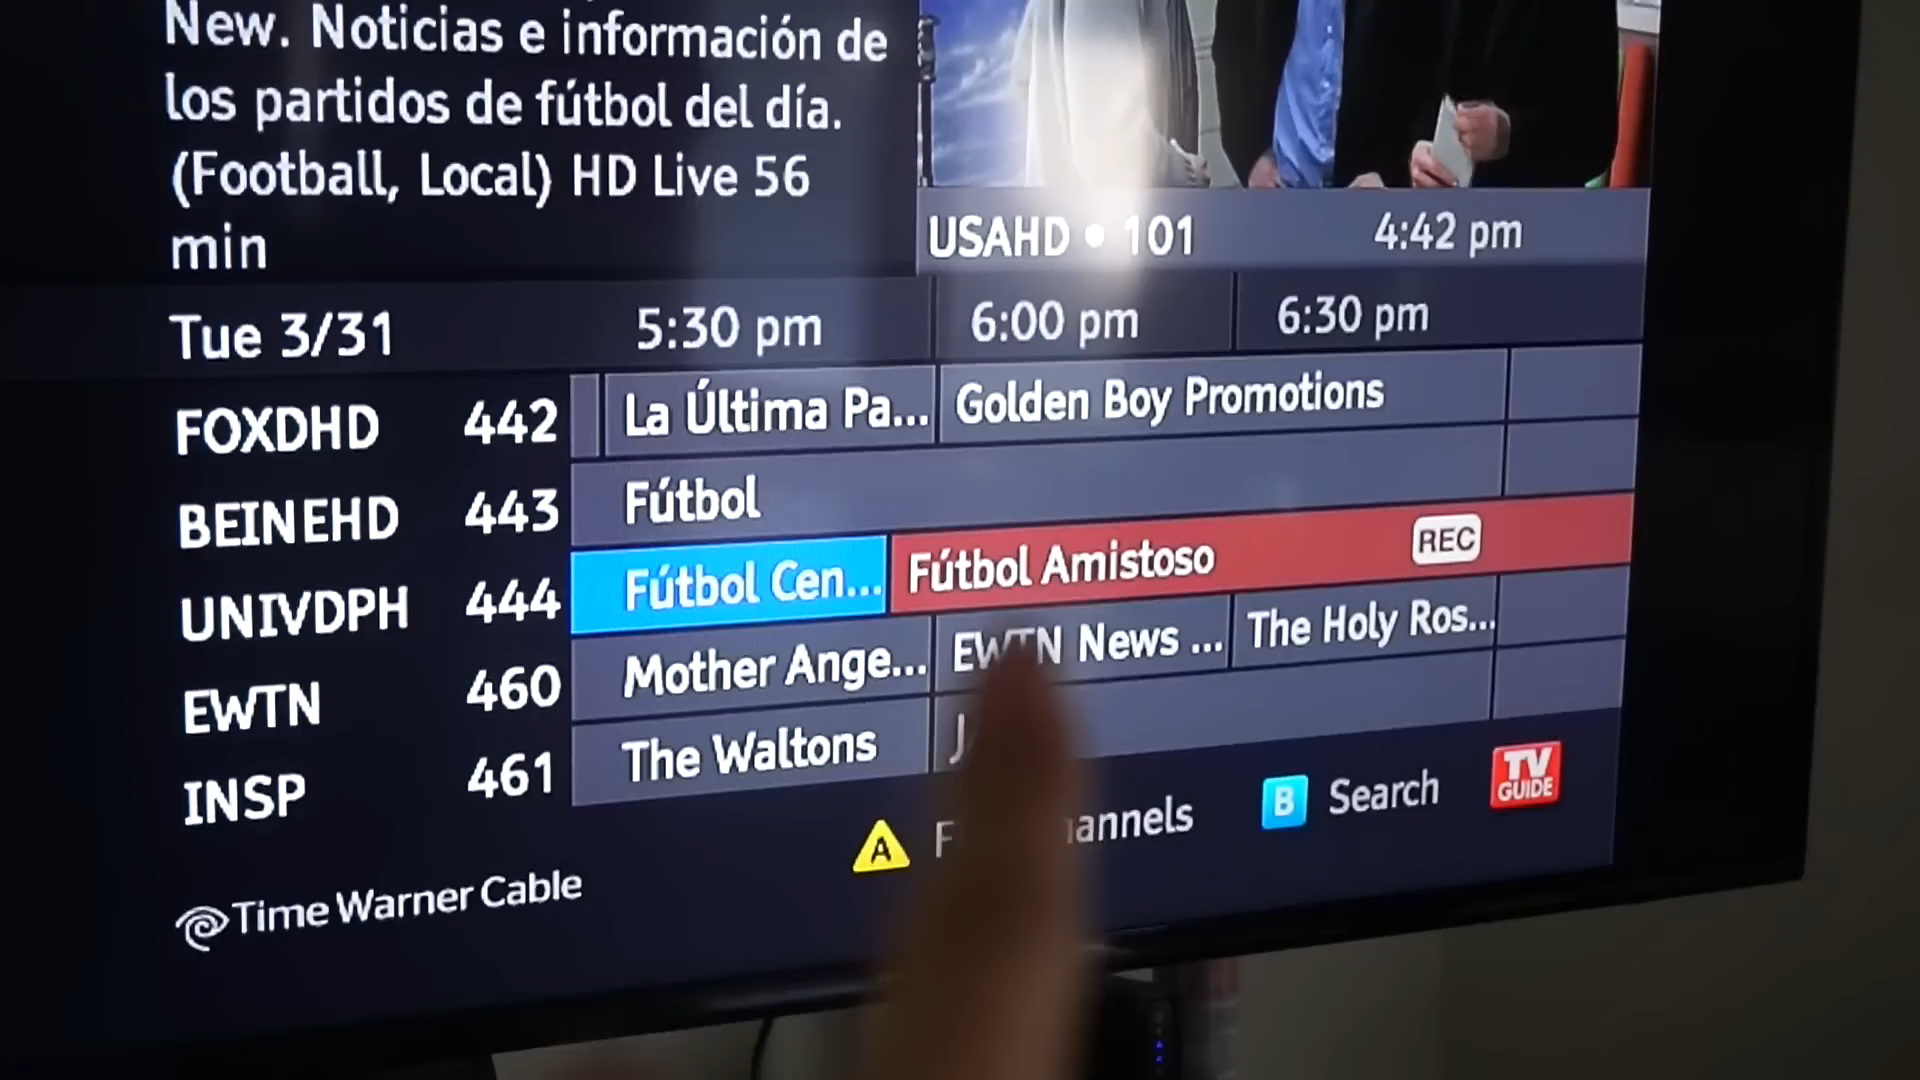 New. Noticias e información de
los partidos de fútbol del día.
(Football, Local) HD Live 56
min
USAHD • 101 4:42 pm
Tue 3/31 5:30 pm 6:00 pm 6:30 pm
FOXDHD 442 La Última Pa... Golden Boy Promotions
BEINEHD 443 Fútbol
UNIVDPH 444 Fútbol Cen... Fútbol Amistoso REC
EWTN 460 Mother Ange... EWTN News ... The Holy Ros...
INSP 461 The Waltons
A B Search TV GUIDE
Time Warner Cable